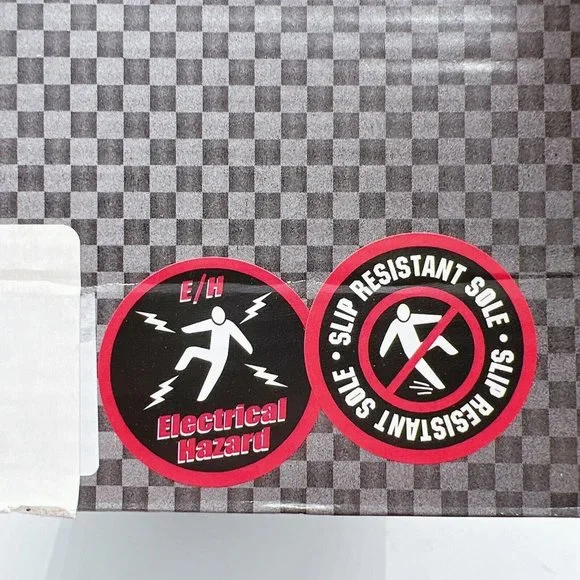 E/H
Electrical
Hazard
SLIP RESISTANT SOLE • SLIP RESISTANT SOLE •